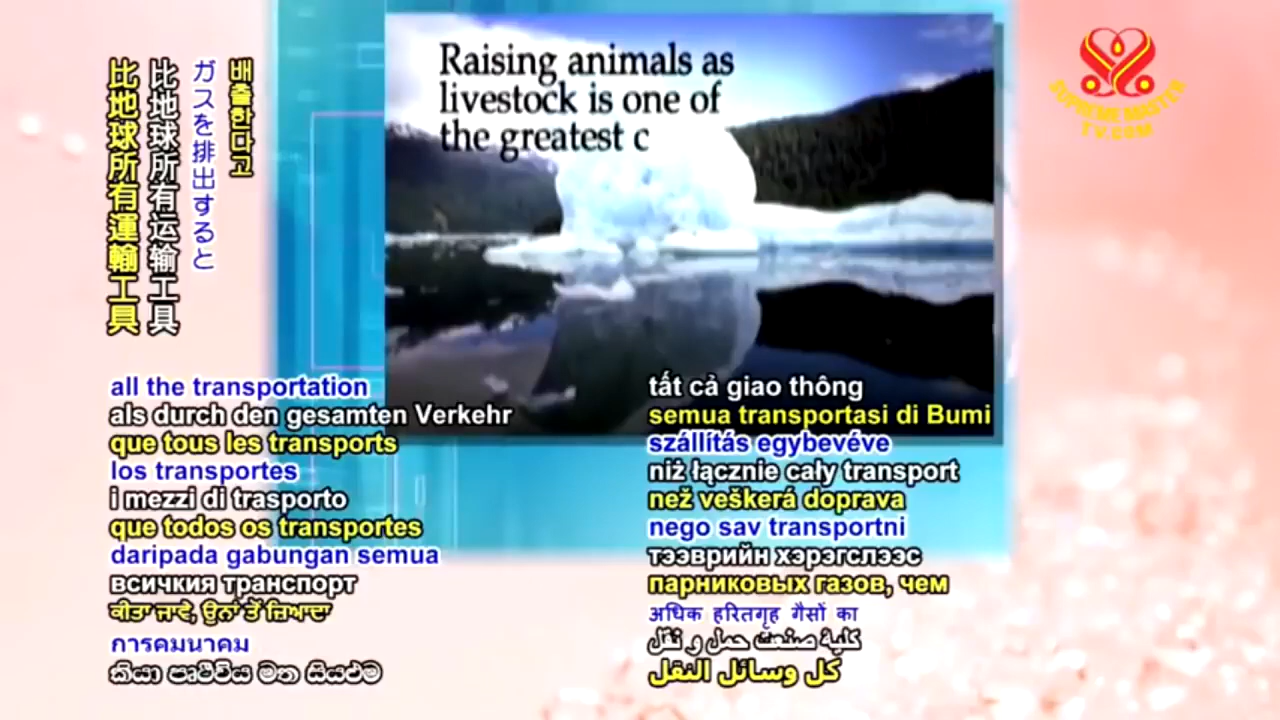 Raising animals as
livestock is one of
the greatest c
SUPREME MASTER
TV.COM
배출한다고
ガスを排出すると
比地球所有运输工具
比地球所有運輸工具
all the transportation
als durch den gesamten Verkehr
que tous les transports
los transportes
i mezzi di trasporto
que todos os transportes
daripada gabungan semua
всичкия транспорт
ਕੀਤਾ ਜਾਵੇ, ਉਨਾਂ ਤੋਂ ਜ਼ਿਆਦਾ
การคมนาคม
tất cả giao thông
semua transportasi di Bumi
szállítás egybevéve
niż łącznie cały transport
než veškerá doprava
nego sav transportni
тээврийн хэрэгслээс
парниковых газов, чем
अधिक हरितगृह गैसों का
کلیهٔ صنعت حمل و نقل
كل وسائل النقل